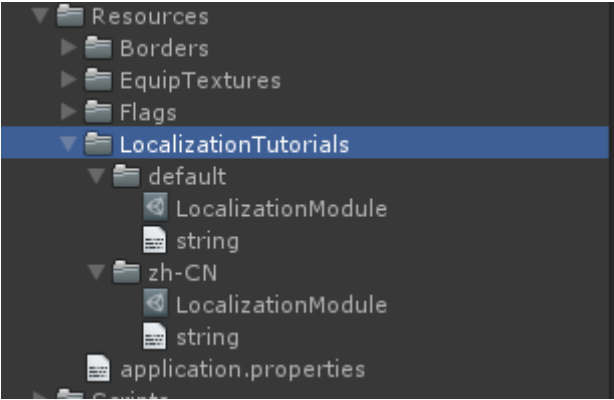 Resources
Borders
EquipTextures
Flags
LocalizationTutorials
default
LocalizationModule
string
zh-CN
LocalizationModule
string
application.properties